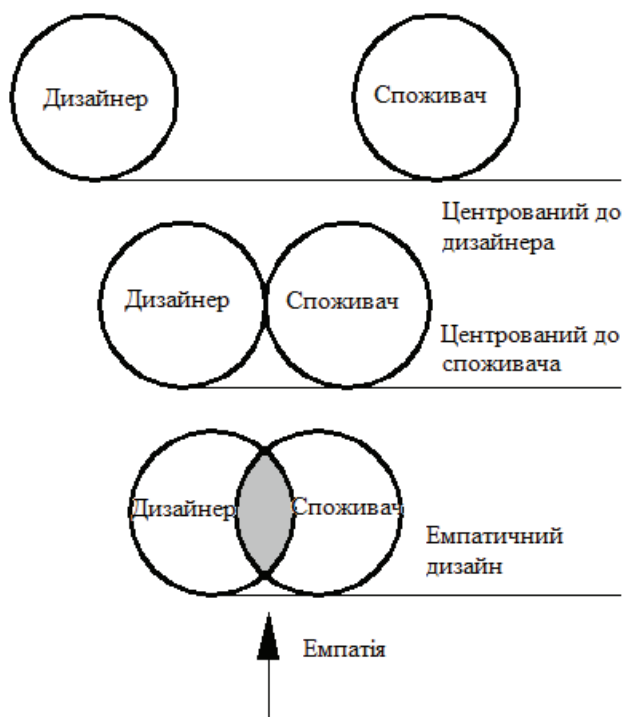 Дизайнер
Споживач
Центрований до
дизайнера
Дизайнер
Споживач
Центрований до
споживача
Дизайнер
Споживач
Емпатичний
дизайн
Емпатія